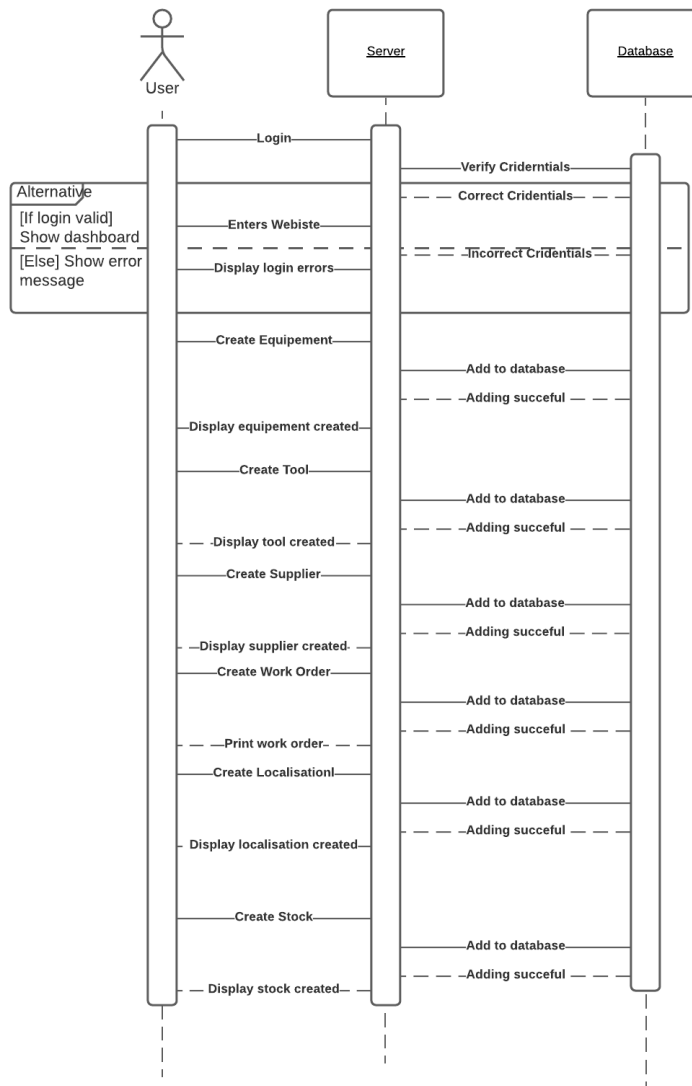 User
Server
Database
Login
Verify Criderntials
Alternative
Correct Cridentials
[If login valid]
Show dashboard
Enters Webiste
Incorrect Cridentials
[Else] Show error
message
Display login errors
Create Equipement
Add to database
Adding succeful
Display equipement created
Create Tool
Add to database
Adding succeful
Display tool created
Create Supplier
Add to database
Adding succeful
Display supplier created
Create Work Order
Add to database
Adding succeful
Print work order
Create Localisationl
Add to database
Adding succeful
Display localisation created
Create Stock
Add to database
Adding succeful
Display stock created